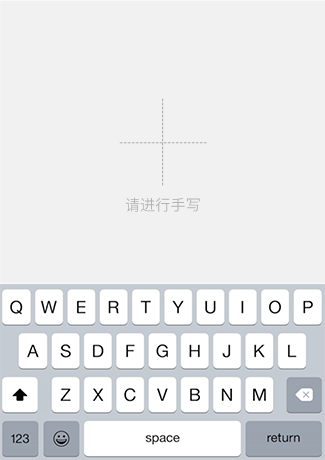 请进行手写
Q W E R T Y U I O P
A S D F G H J K L
Z X C V B N M
123 space return